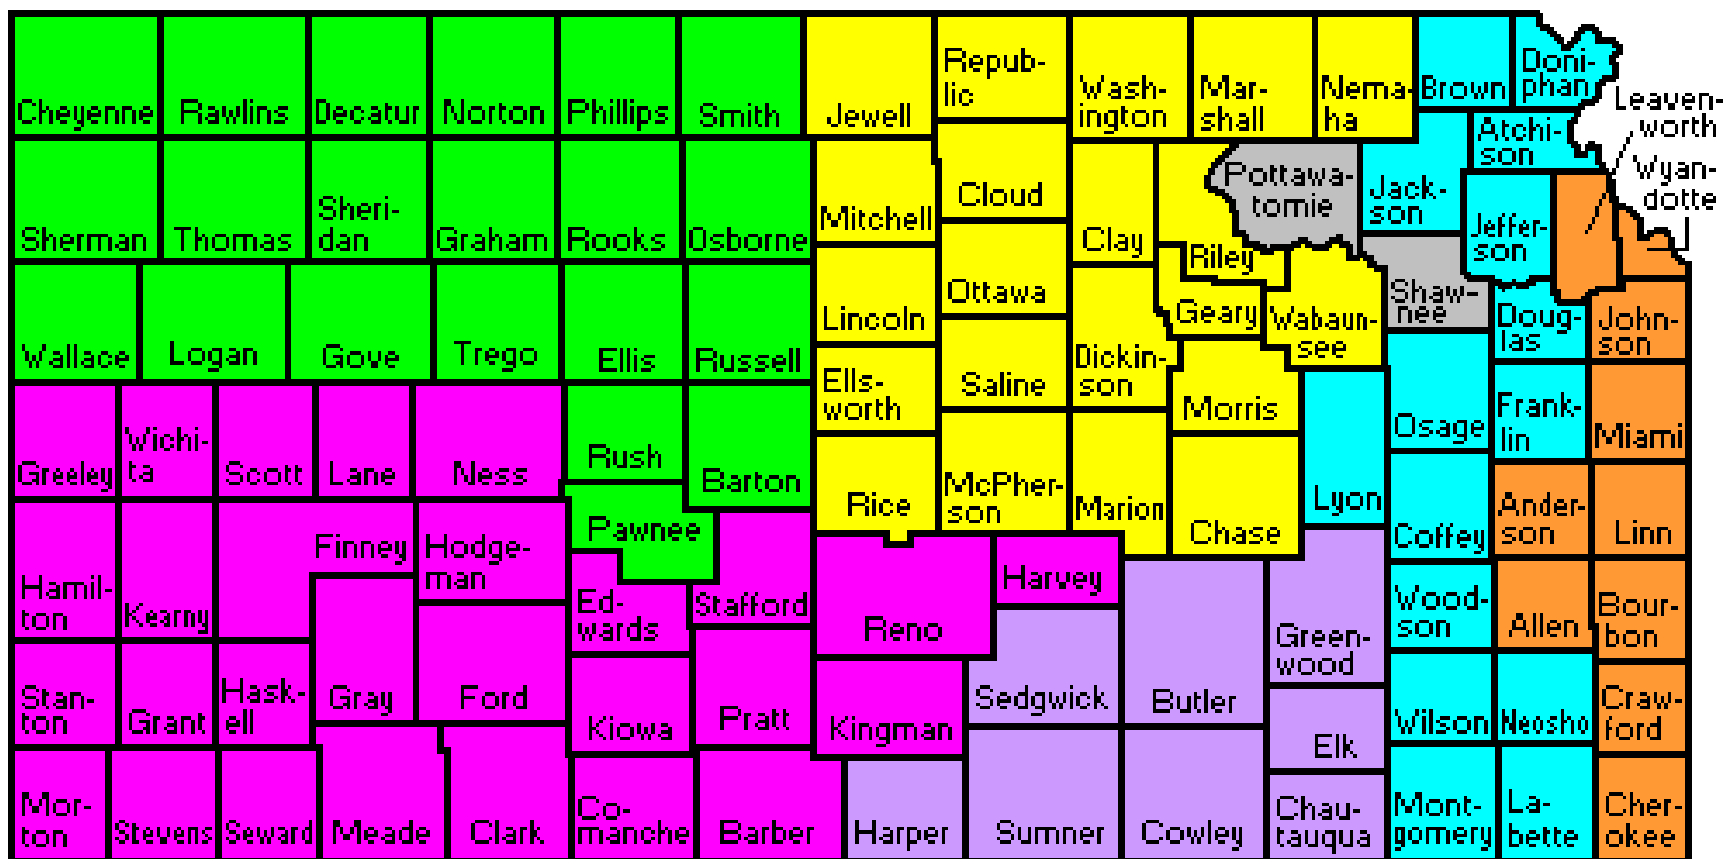 Cheyenne
Rawlins
Decatur
Norton
Phillips
Smith
Jewell
Repub-
lic
Wash-
ington
Mar-
shall
Nema-
ha
Brown
Doni-
phan
Leaven-
worth
Atchi-
son
Wyan-
dotte
Sherman
Thomas
Sheri-
dan
Graham
Rooks
Osborne
Mitchell
Cloud
Clay
Riley
Pottawa-
tomie
Jack-
son
Jeffer-
son
Wallace
Logan
Gove
Trego
Ellis
Russell
Lincoln
Ottawa
Geary
Wabaun-
see
Shaw-
nee
Doug-
las
John-
son
Ells-
worth
Saline
Dickin-
son
Morris
Osage
Frank-
lin
Miami
Greeley
Wichi-
ta
Scott
Lane
Ness
Rush
Barton
Rice
McPher-
son
Marion
Chase
Lyon
Coffey
Ander-
son
Linn
Hamil-
ton
Kearny
Finney
Hodge-
man
Pawnee
Ed-
wards
Stafford
Reno
Harvey
Green-
wood
Wood-
son
Allen
Bour-
bon
Stan-
ton
Grant
Hask-
ell
Gray
Ford
Kiowa
Pratt
Kingman
Sedgwick
Butler
Elk
Wilson
Neosho
Craw-
ford
Mor-
ton
Stevens
Seward
Meade
Clark
Co-
manche
Barber
Harper
Sumner
Cowley
Chau-
tauqua
Mont-
gomery
La-
bette
Cher-
okee